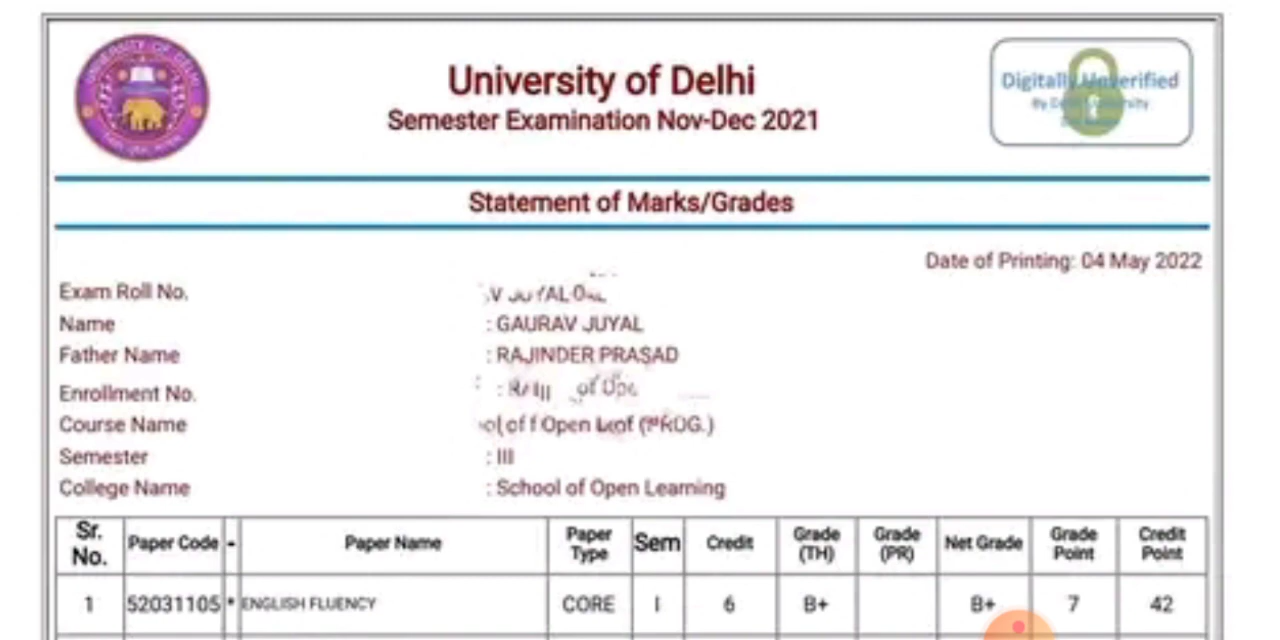 University of Delhi
Semester Examination Nov-Dec 2021
Digitally Unverified
Statement of Marks/Grades
Date of Printing: 04 May 2022
Exam Roll No.
Name : GAURAV JUYAL
Father Name : RAJINDER PRASAD
Enrollment No.
Course Name
Semester : III
College Name : School of Open Learning
Sr. No. Paper Code - Paper Name Paper Type Sem Credit Grade (TH) Grade (PR) Net Grade Grade Point Credit Point
1 52031105 * ENGLISH FLUENCY CORE I 6 B+ B+ 7 42